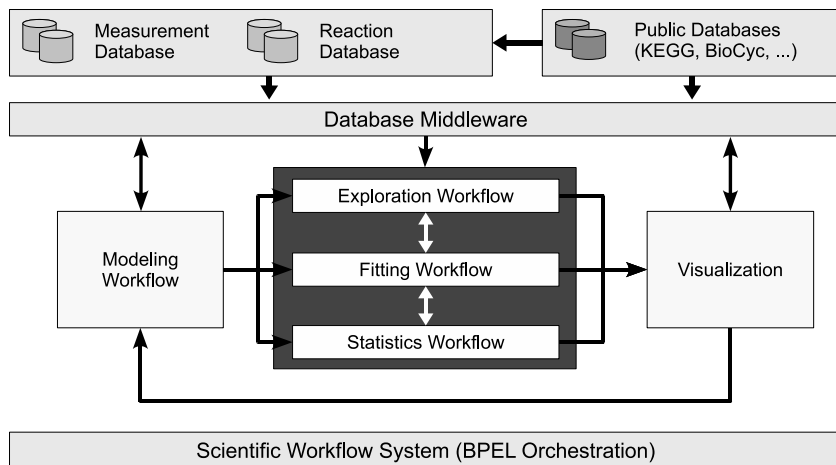 Measurement
Database
Reaction
Database
Public Databases
(KEGG, BioCyc, ...)
Database Middleware
Exploration Workflow
Modeling
Workflow
Fitting Workflow
Visualization
Statistics Workflow
Scientific Workflow System (BPEL Orchestration)